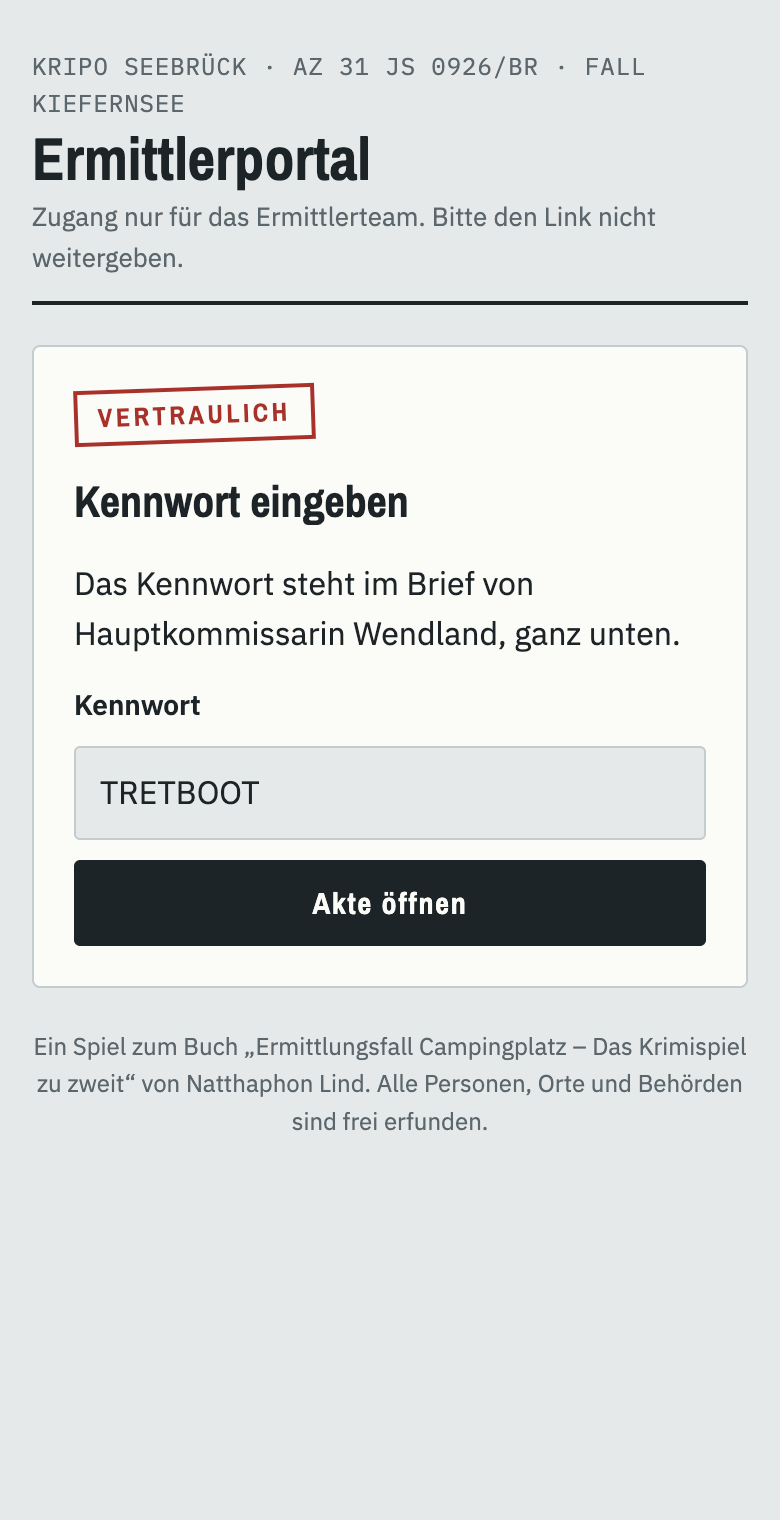 KRIPO SEEBRÜCK · AZ 31 JS 0926/BR · FALL
KIEFERNSEE
Ermittlerportal
Zugang nur für das Ermittlerteam. Bitte den Link nicht
weitergeben.
VERTRAULICH
Kennwort eingeben
Das Kennwort steht im Brief von
Hauptkommissarin Wendland, ganz unten.
Kennwort
TRETBOOT
Akte öffnen
Ein Spiel zum Buch „Ermittlungsfall Campingplatz – Das Krimispiel
zu zweit“ von Natthaphon Lind. Alle Personen, Orte und Behörden
sind frei erfunden.